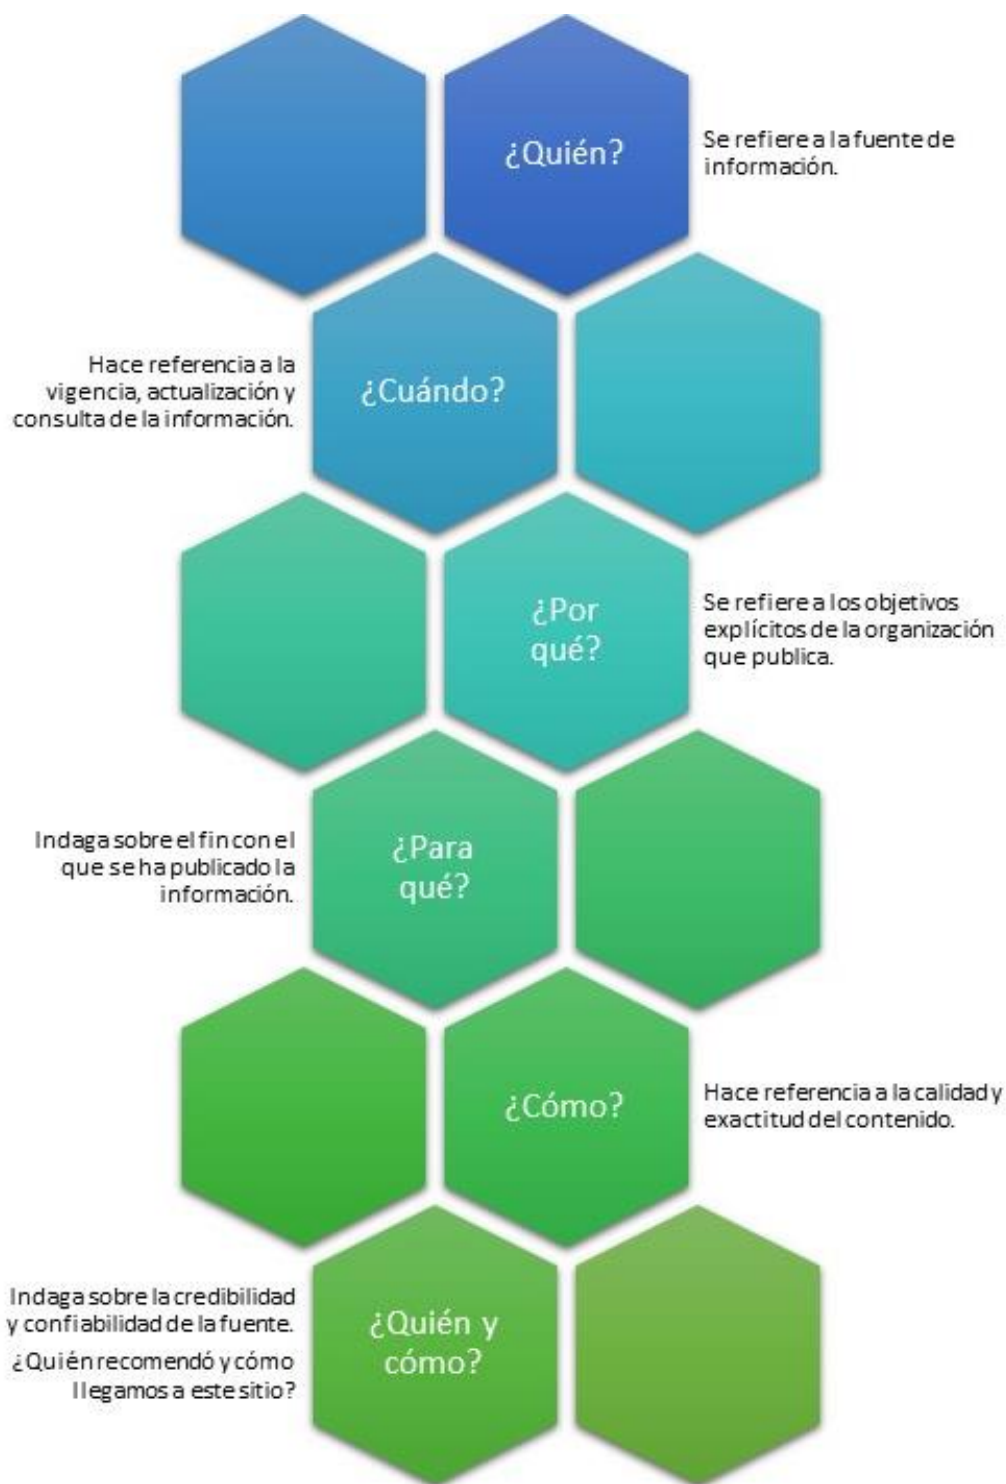 ¿Quién?
Se refiere a la fuente de
información.
Hace referencia a la
vigencia, actualización y
consulta de la información.
¿Cuándo?
¿Por
qué?
Se refiere a los objetivos
explícitos de la organización
que publica.
Indaga sobre el fin con el
que se ha publicado la
información.
¿Para
qué?
¿Cómo?
Hace referencia a la calidad y
exactitud del contenido.
Indaga sobre la credibilidad
y confiabilidad de la fuente.
¿Quién recomendó y cómo
llegamos a este sitio?
¿Quién y
cómo?